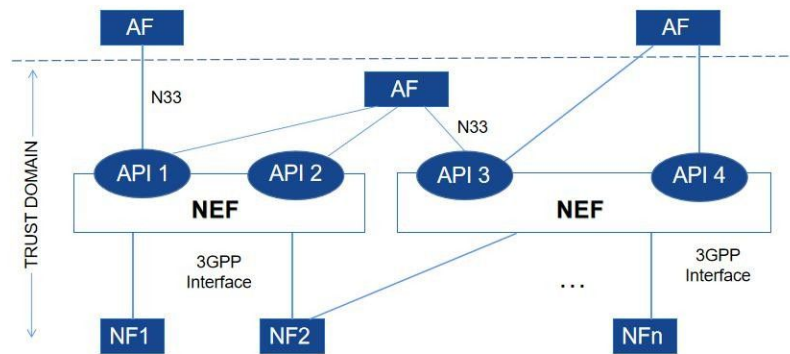 AF
AF
AF
N33
N33
TRUST DOMAIN
API 1
API 2
API 3
API 4
NEF
NEF
3GPP
Interface
3GPP
Interface
...
NF1
NF2
NFn